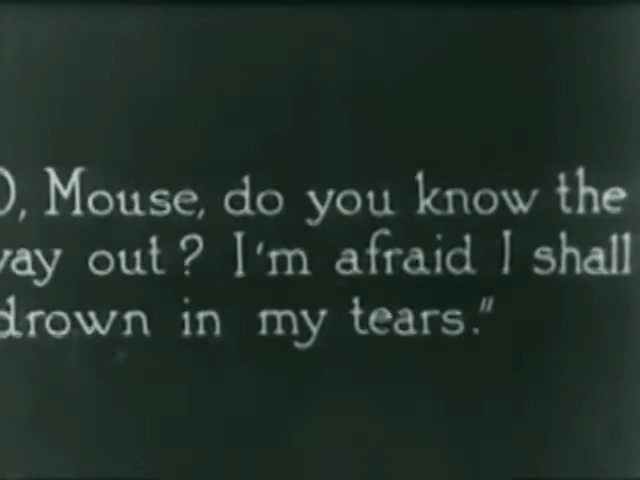 O, Mouse, do you know the
way out? I'm afraid I shall
drown in my tears."